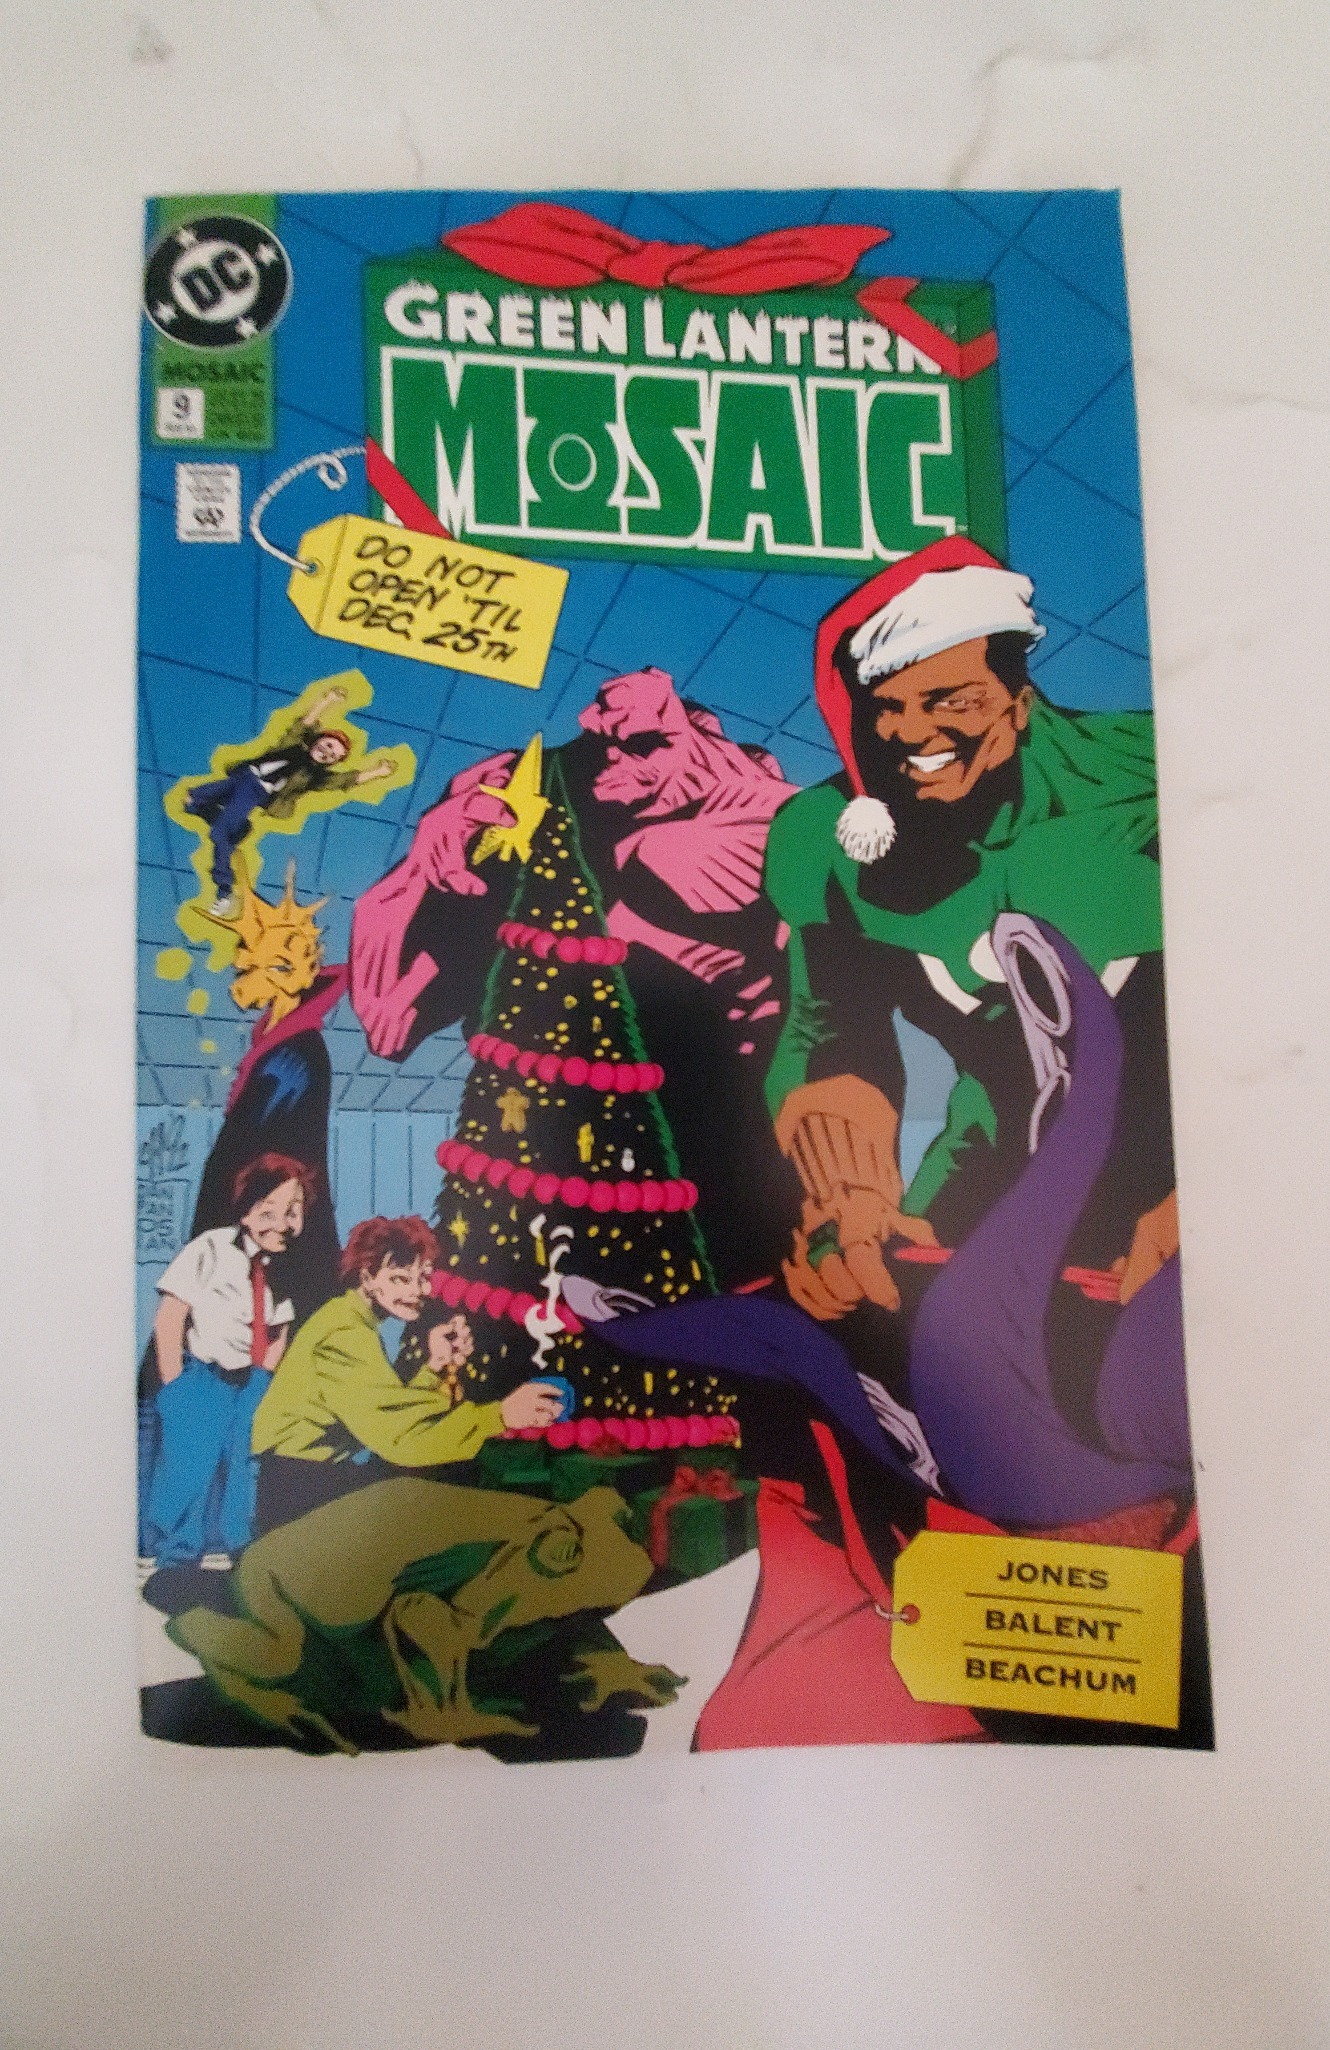 DC
MOSAIC
9
GREEN LANTERN
MOSAIC
DO NOT
OPEN 'TIL
DEC. 25TH
JONES
BALENT
BEACHUM